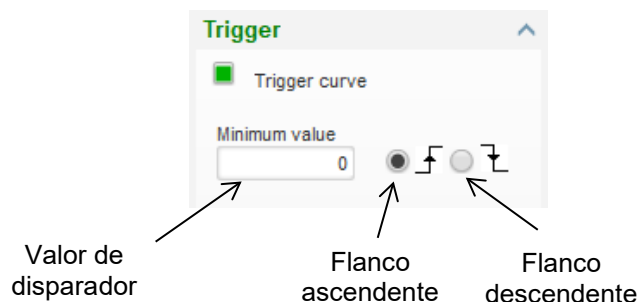 Trigger
Trigger curve
Minimum value
0
Valor de
disparador
Flanco
ascendente
Flanco
descendente